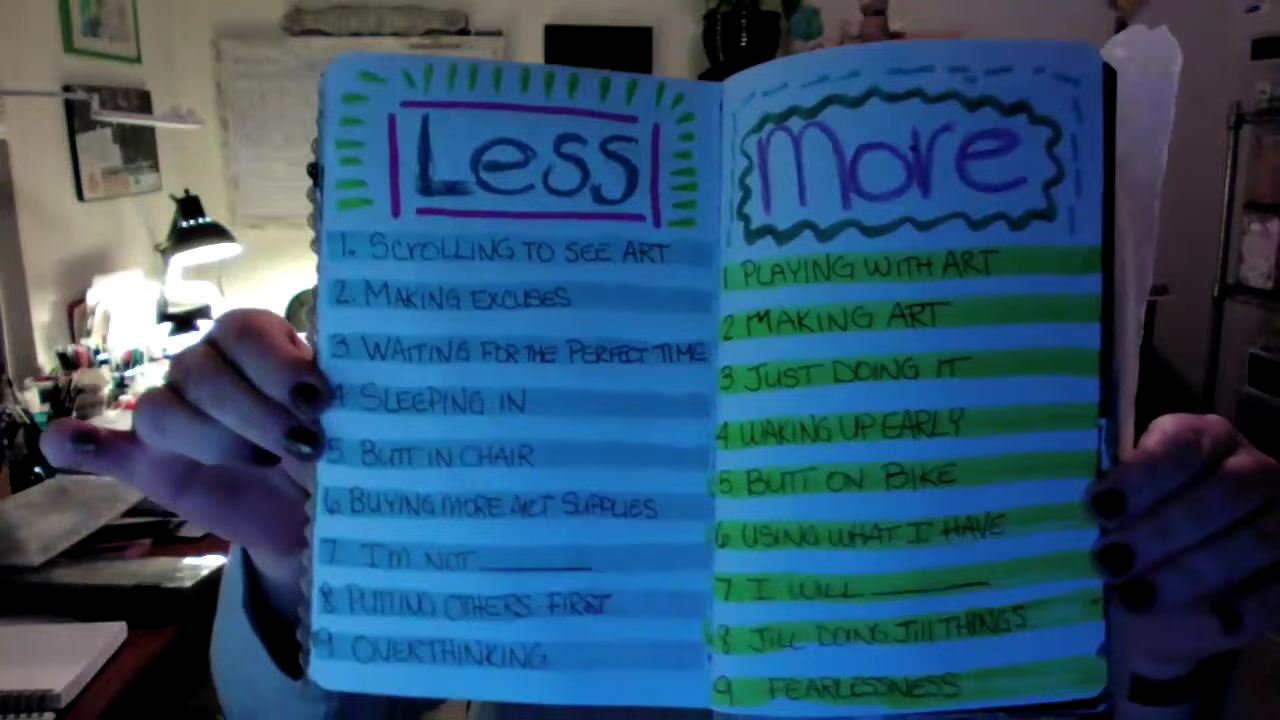 Less
1. SCROLLING TO SEE ART
2. MAKING EXCUSES
3 WAITING FOR THE PERFECT TIME
4 SLEEPING IN
5 BUTT IN CHAIR
6 BUYING MORE ART SUPPLIES
7 I'M NOT ________
8 PUTTING OTHERS FIRST
9 OVERTHINKING
more
1 PLAYING WITH ART
2 MAKING ART
3 JUST DOING IT
4 WAKING UP EARLY
5 BUTT ON BIKE
6 USING WHAT I HAVE
7 I WILL ________
8 JILL DOING JIll THINGS
9 FEARLESSNESS